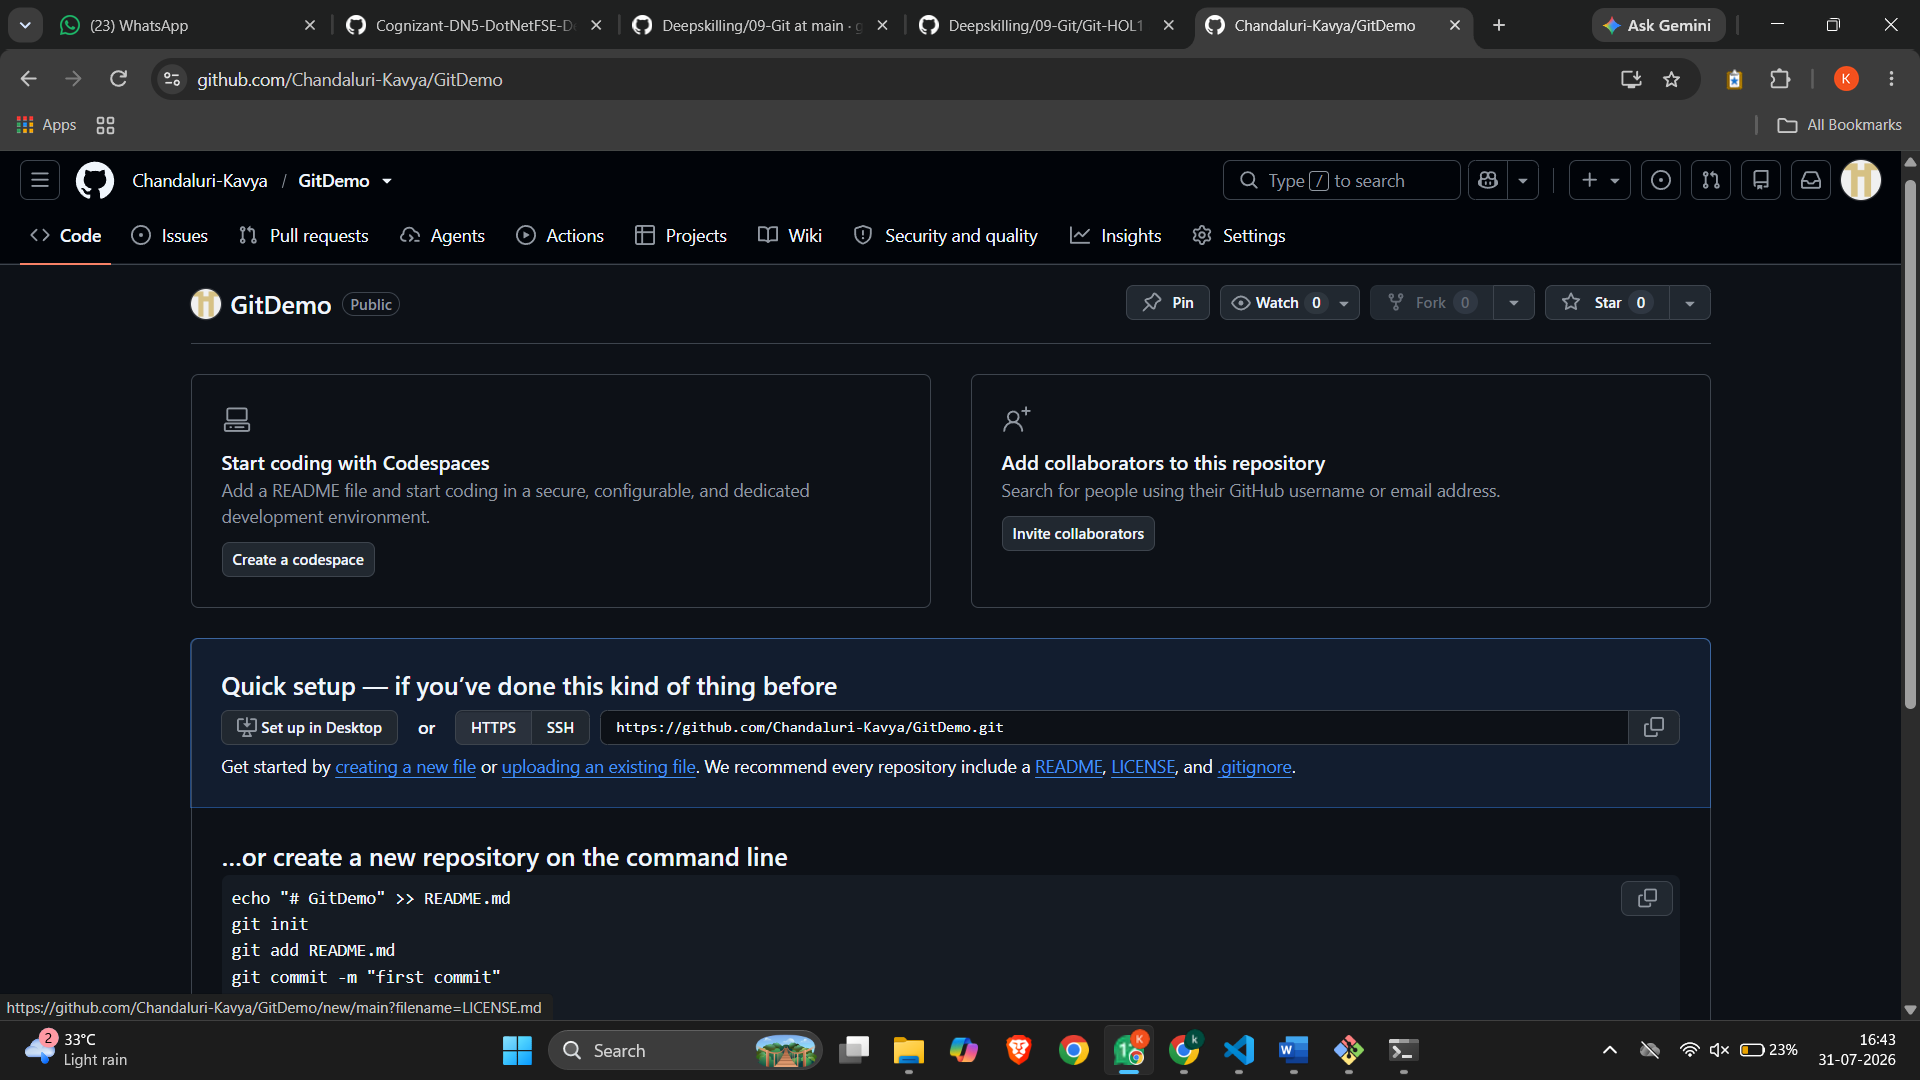 (23) WhatsApp
Cognizant-DN5-DotNetFSE-D
Deepskilling/09-Git at main · g
Deepskilling/09-Git/Git-HOL1
Chandaluri-Kavya/GitDemo
Ask Gemini
github.com/Chandaluri-Kavya/GitDemo
K
Apps
All Bookmarks
Chandaluri-Kavya / GitDemo
Type / to search
Code
Issues
Pull requests
Agents
Actions
Projects
Wiki
Security and quality
Insights
Settings
GitDemo Public
Pin
Watch 0
Fork 0
Star 0
Start coding with Codespaces
Add a README file and start coding in a secure, configurable, and dedicated
development environment.
Create a codespace
Add collaborators to this repository
Search for people using their GitHub username or email address.
Invite collaborators
Quick setup — if you’ve done this kind of thing before
Set up in Desktop or HTTPS SSH https://github.com/Chandaluri-Kavya/GitDemo.git
Get started by creating a new file or uploading an existing file. We recommend every repository include a README, LICENSE, and .gitignore.
…or create a new repository on the command line
echo "# GitDemo" >> README.md
git init
git add README.md
git commit -m "first commit"
https://github.com/Chandaluri-Kavya/GitDemo/new/main?filename=LICENSE.md
2
33°C
Light rain
Search
K
k
23%
16:43
31-07-2026